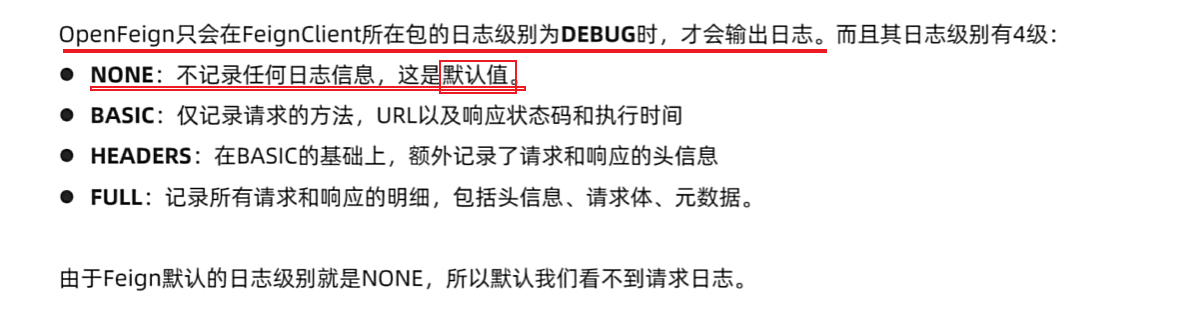 OpenFeign只会在FeignClient所在包的日志级别为DEBUG时，才会输出日志。而且其日志级别有4级：
● NONE：不记录任何日志信息，这是默认值。
● BASIC：仅记录请求的方法，URL以及响应状态码和执行时间
● HEADERS：在BASIC的基础上，额外记录了请求和响应的头信息
● FULL：记录所有请求和响应的明细，包括头信息、请求体、元数据。
由于Feign默认的日志级别就是NONE，所以默认我们看不到请求日志。